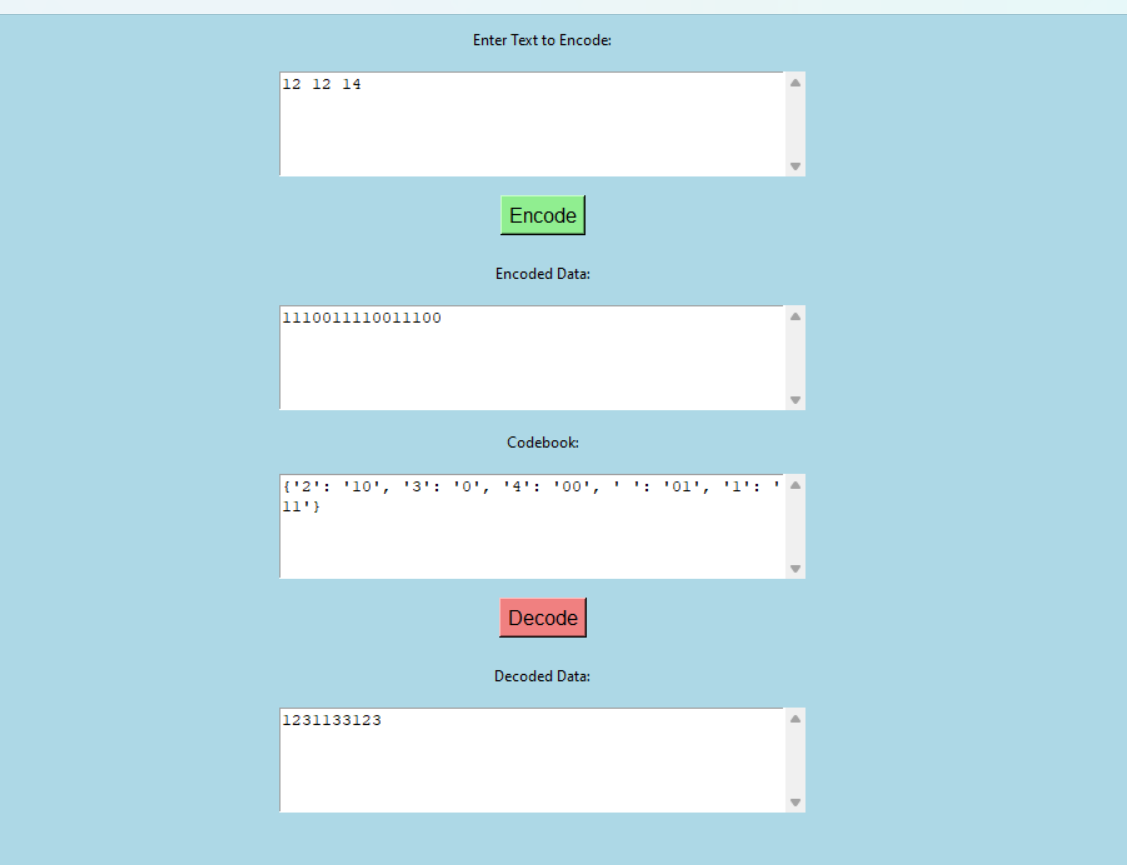 Enter Text to Encode:
12 12 14
Encode
Encoded Data:
1110011110011100
Codebook:
{'2': '10', '3': '0', '4': '00', ' ': '01', '1': '
11'}
Decode
Decoded Data:
1231133123